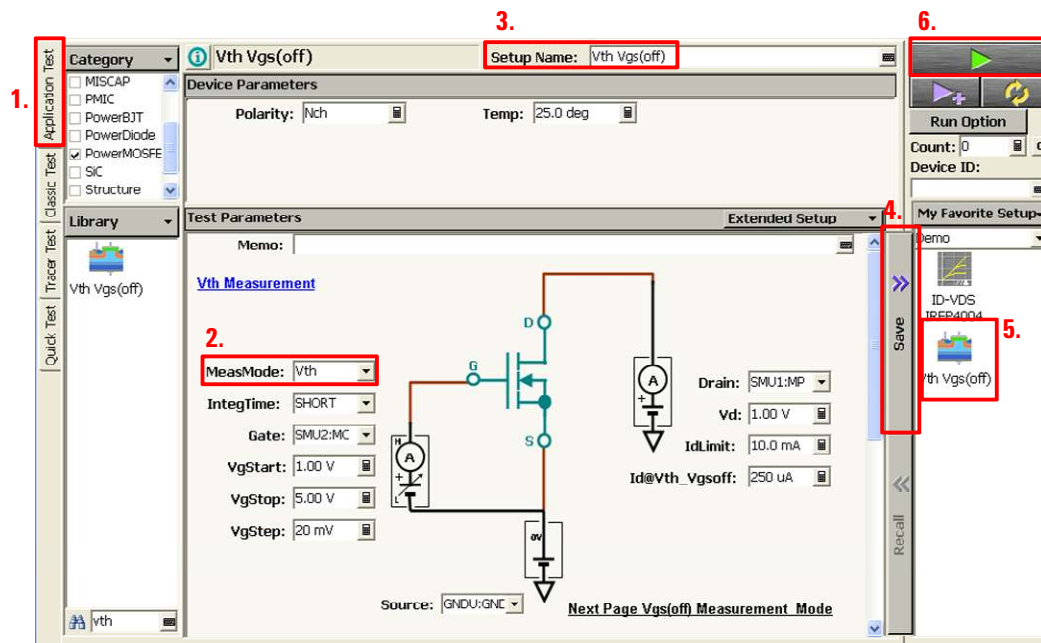 3.
6.
1.
Application Test
Classic Test
Tracer Test
Quick Test
Category
MISCAP
PMIC
PowerBJT
PowerDiode
PowerMOSFE
SiC
Structure
Library
Vth Vgs(off)
vth
Vth Vgs(off)
Setup Name: Vth Vgs(off)
Device Parameters
Polarity: Nch
Temp: 25.0 deg
Test Parameters
Extended Setup
4.
Memo:
Vth Measurement
2.
MeasMode: Vth
IntegTime: SHORT
Gate: SMU2:MC
VgStart: 1.00 V
VgStop: 5.00 V
VgStep: 20 mV
D
G
S
H
A
+
L
A
+
0V
Drain: SMU1:MP
Vd: 1.00 V
IdLimit: 10.0 mA
Id@Vth_Vgsoff: 250 uA
Source: GNDU:GNE
Next Page Vgs(off) Measurement Mode
Save
Recall
Run Option
Count: 0
Device ID:
My Favorite Setup
Demo
ID-VDS
5.
Vth Vgs(off)